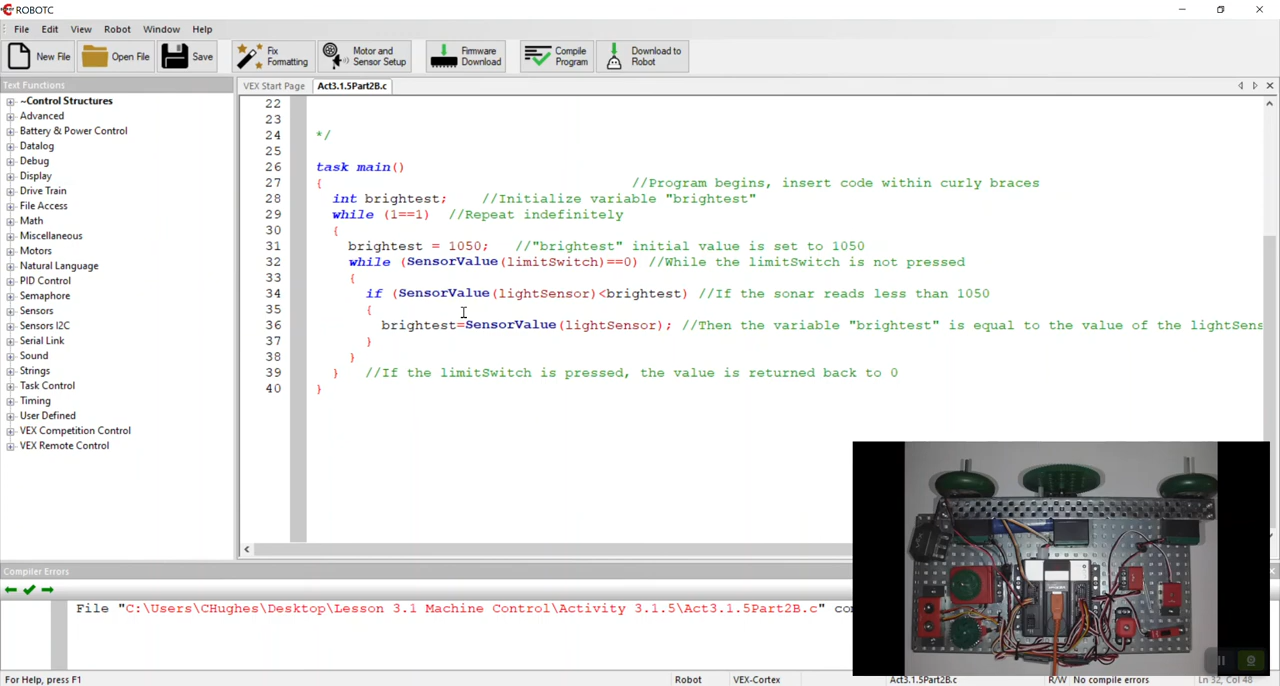 ROBOTC
File Edit View Robot Window Help
New File Open File Save Fix Formatting Motor and Sensor Setup Firmware Download Compile Program Download to Robot
Text Functions
VEX Start Page Act3.1.5Part2B.c
~Control Structures
Advanced
Battery & Power Control
Datalog
Debug
Display
Drive Train
File Access
Math
Miscellaneous
Motors
Natural Language
PID Control
Semaphore
Sensors
Sensors I2C
Serial Link
Sound
Strings
Task Control
Timing
User Defined
VEX Competition Control
VEX Remote Control
22
23
24 */
25
26 task main()
27 { //Program begins, insert code within curly braces
28 int brightest; //Initialize variable "brightest"
29 while (1==1) //Repeat indefinitely
30 {
31 brightest = 1050; //"brightest" initial value is set to 1050
32 while (SensorValue(limitSwitch)==0) //While the limitSwitch is not pressed
33 {
34 if (SensorValue(lightSensor)<brightest) //If the sonar reads less than 1050
35 {
36 brightest=SensorValue(lightSensor); //Then the variable "brightest" is equal to the value of the lightSens
37 }
38 }
39 } //If the limitSwitch is pressed, the value is returned back to 0
40 }
Compiler Errors
File "C:\Users\CHughes\Desktop\Lesson 3.1 Machine Control\Activity 3.1.5\Act3.1.5Part2B.c" co
For Help, press F1 Robot VEX-Cortex Act3.1.5Part2B.c R/W No compile errors Ln 32, Col 48